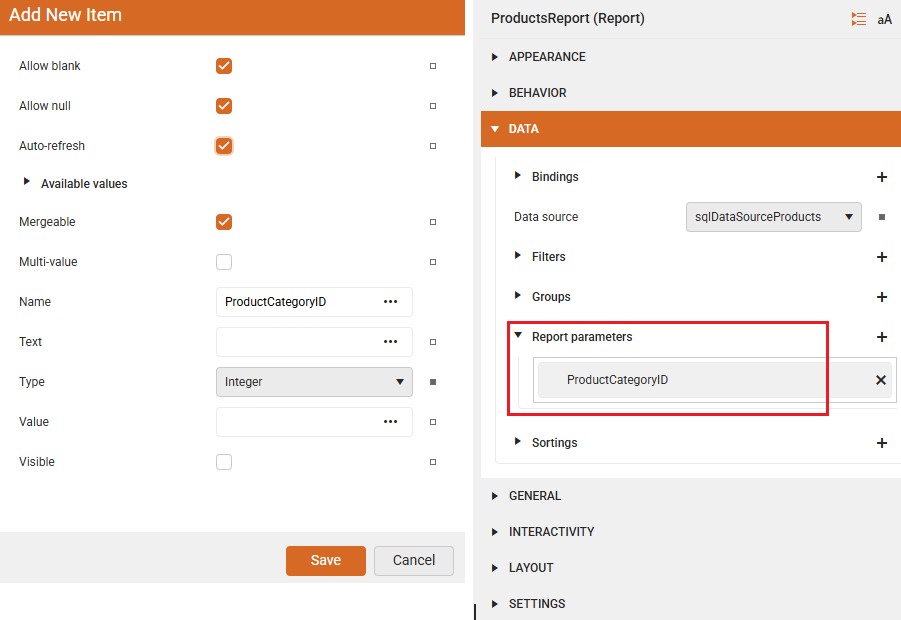 Add New Item
Allow blank
Allow null
Auto-refresh
Available values
Mergeable
Multi-value
Name ProductCategoryID •••
Text •••
Type Integer
Value •••
Visible
Save Cancel
ProductsReport (Report) aA
APPEARANCE
BEHAVIOR
DATA
Bindings +
Data source sqlDataSourceProducts
Filters +
Groups +
Report parameters +
ProductCategoryID ×
Sortings +
GENERAL
INTERACTIVITY
LAYOUT
SETTINGS